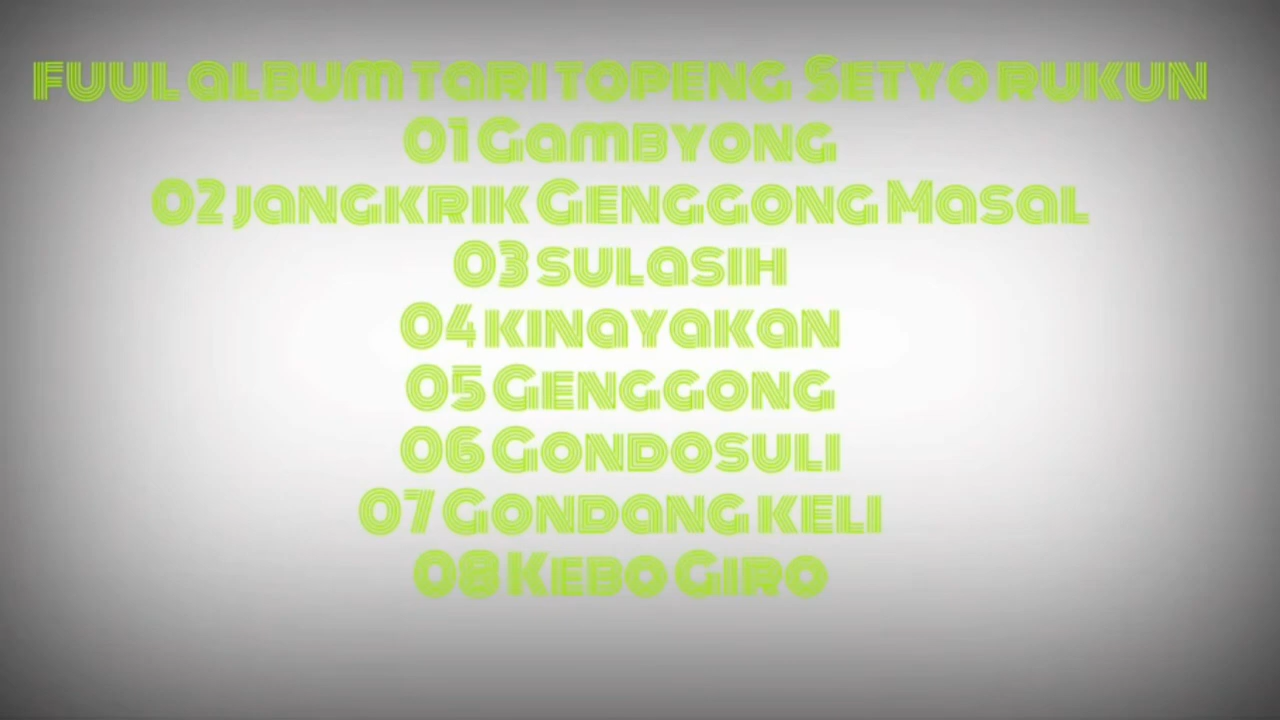 Fuul album tari topeng Setyo rukun
01 Gambyong
02 jangkrik Genggong Masal
03 sulasih
04 kinayakan
05 Genggong
06 Gondosuli
07 Gondang keli
08 Kebo Giro